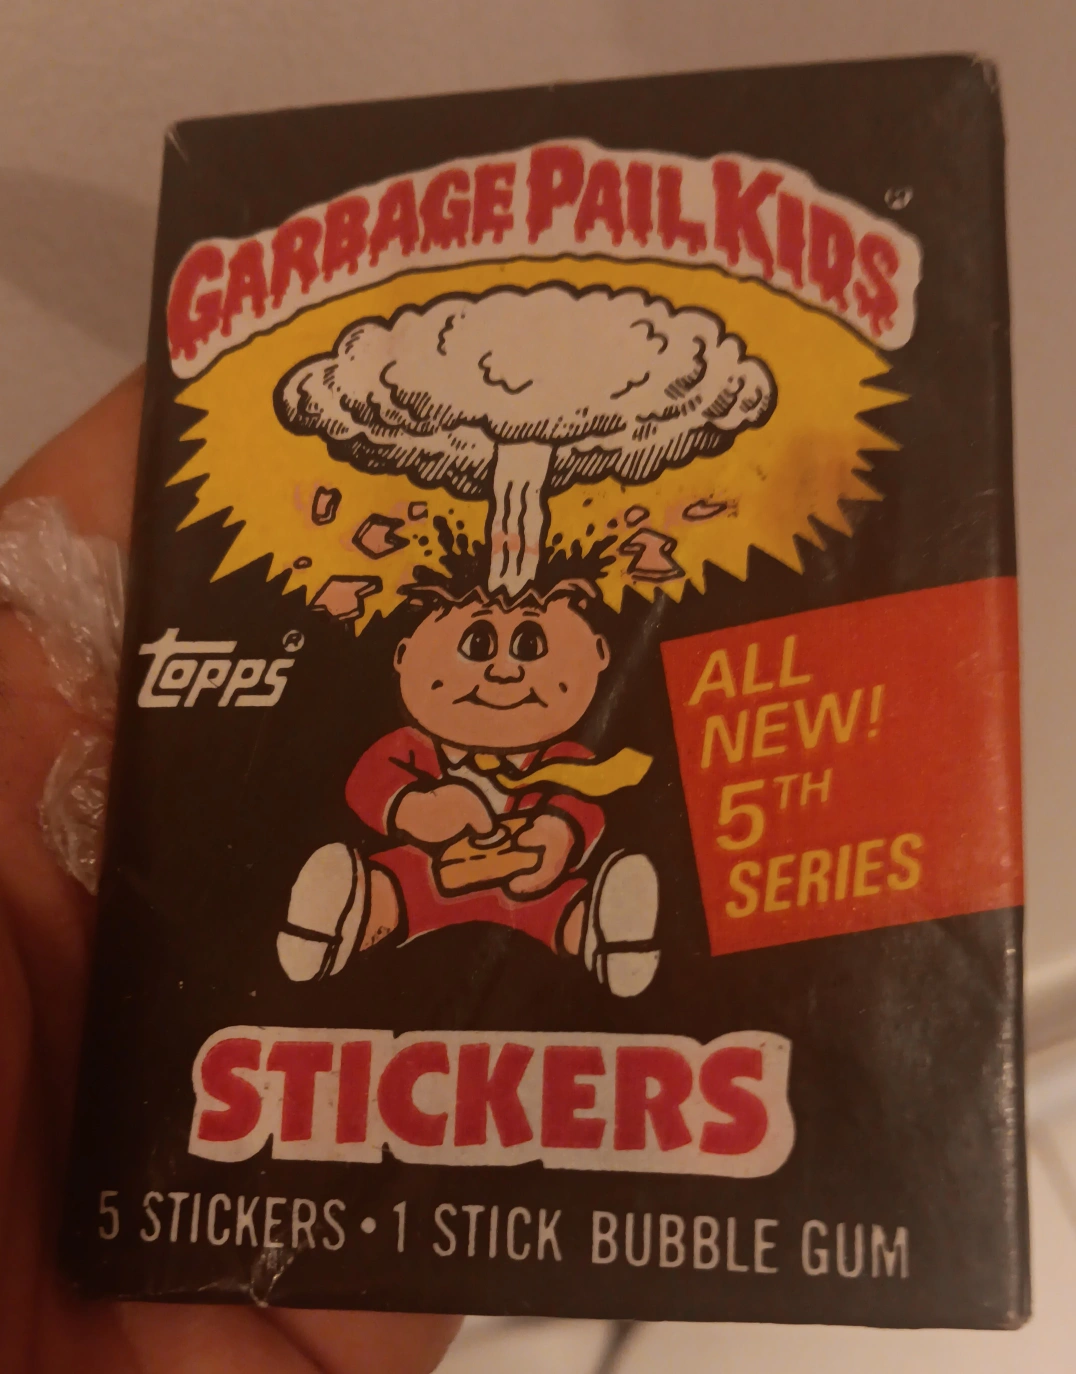 GARBAGE PAIL KIDS
TOPPS®
ALL
NEW!
5TH
SERIES
STICKERS
5 STICKERS • 1 STICK BUBBLE GUM